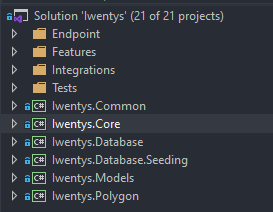 Solution 'Iwentys' (21 of 21 projects)
Endpoint
Features
Integrations
Tests
C# Iwentys.Common
C# Iwentys.Core
C# Iwentys.Database
C# Iwentys.Database.Seeding
C# Iwentys.Models
C# Iwentys.Polygon